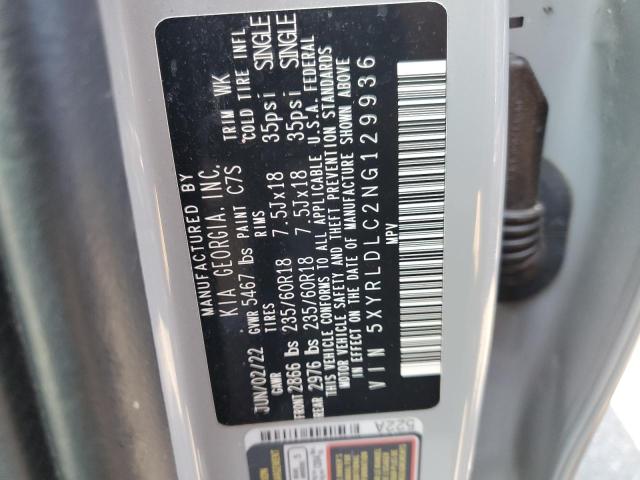 MANUFACTURED BY
KIA GEORGIA, INC.
JUN/02/22 GVWR 5467 lbs PAINT C7S TRIM WK
GAWR TIRES RIMS COLD TIRE INFL
FRONT 2866 lbs 235/60R18 7.5Jx18 35psi SINGLE
REAR 2976 lbs 235/60R18 7.5Jx18 35psi SINGLE
THIS VEHICLE CONFORMS TO ALL APPLICABLE U.S.A. FEDERAL
MOTOR VEHICLE SAFETY AND THEFT PREVENTION STANDARDS
IN EFFECT ON THE DATE OF MANUFACTURE SHOWN ABOVE
VIN 5XYRLDLC2NG129936
MPV
522A